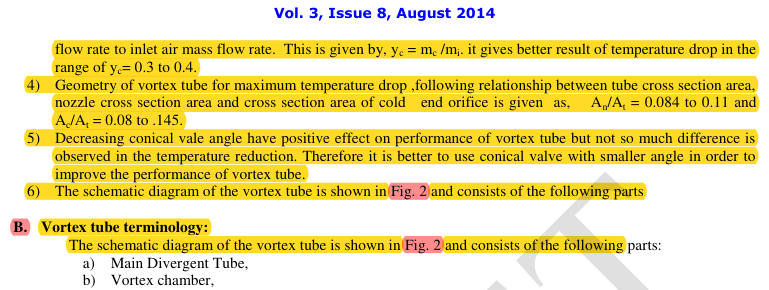 Vol. 3, Issue 8, August 2014
flow rate to inlet air mass flow rate. This is given by, yc = mc /mi. it gives better result of temperature drop in the
range of yc= 0.3 to 0.4.
4) Geometry of vortex tube for maximum temperature drop ,following relationship between tube cross section area,
nozzle cross section area and cross section area of cold end orifice is given as, An/At = 0.084 to 0.11 and
Ac/At = 0.08 to .145.
5) Decreasing conical vale angle have positive effect on performance of vortex tube but not so much difference is
observed in the temperature reduction. Therefore it is better to use conical valve with smaller angle in order to
improve the performance of vortex tube.
6) The schematic diagram of the vortex tube is shown in Fig. 2 and consists of the following parts
B. Vortex tube terminology:
The schematic diagram of the vortex tube is shown in Fig. 2 and consists of the following parts:
a) Main Divergent Tube,
b) Vortex chamber,